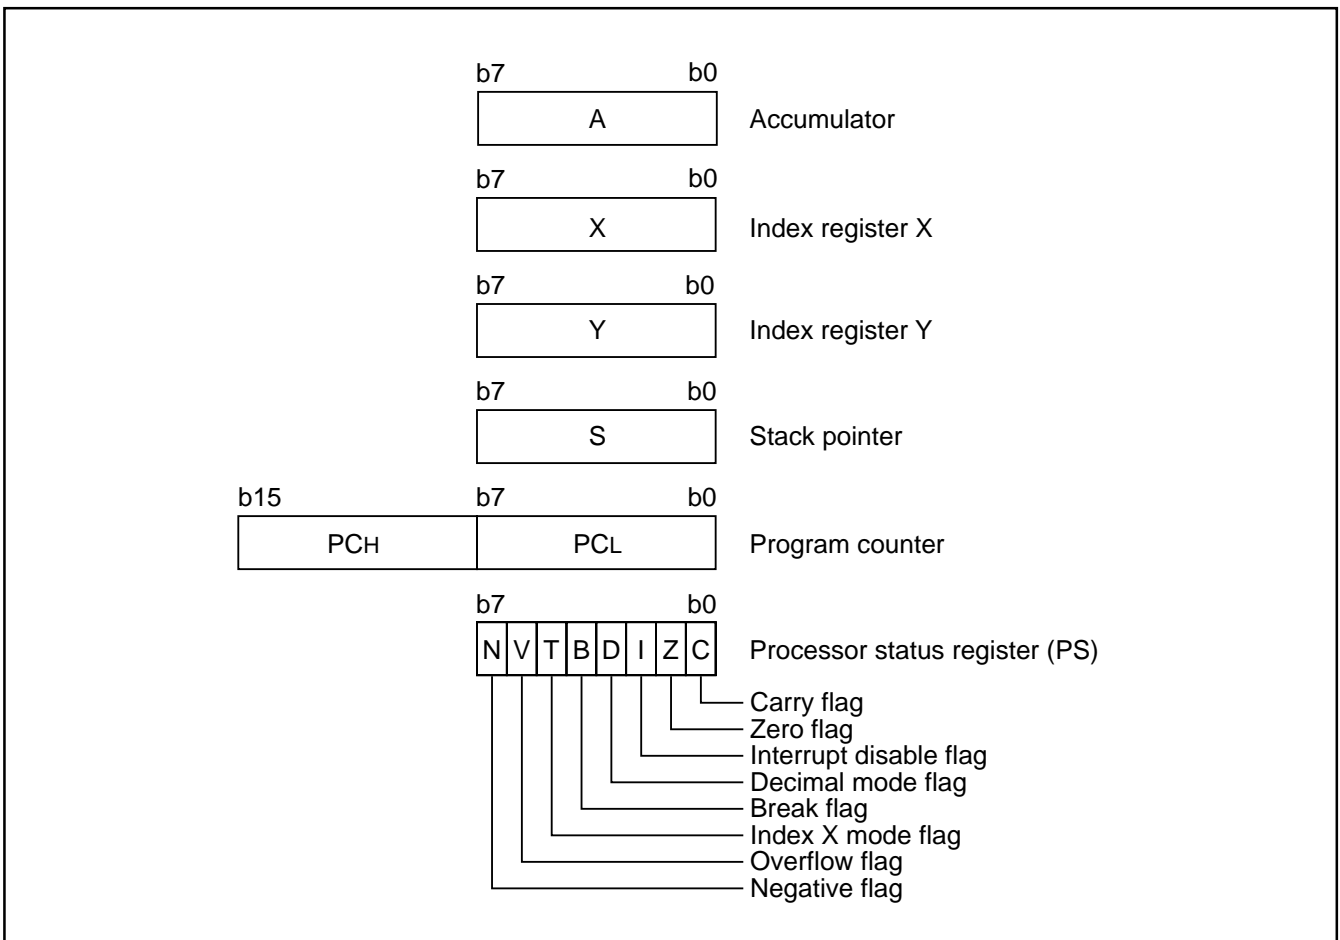 b7 b0
A Accumulator
b7 b0
X Index register X
b7 b0
Y Index register Y
b7 b0
S Stack pointer
b15 b7 b0
PCH PCL Program counter
b7 b0
N V T B D I Z C Processor status register (PS)
Carry flag
Zero flag
Interrupt disable flag
Decimal mode flag
Break flag
Index X mode flag
Overflow flag
Negative flag